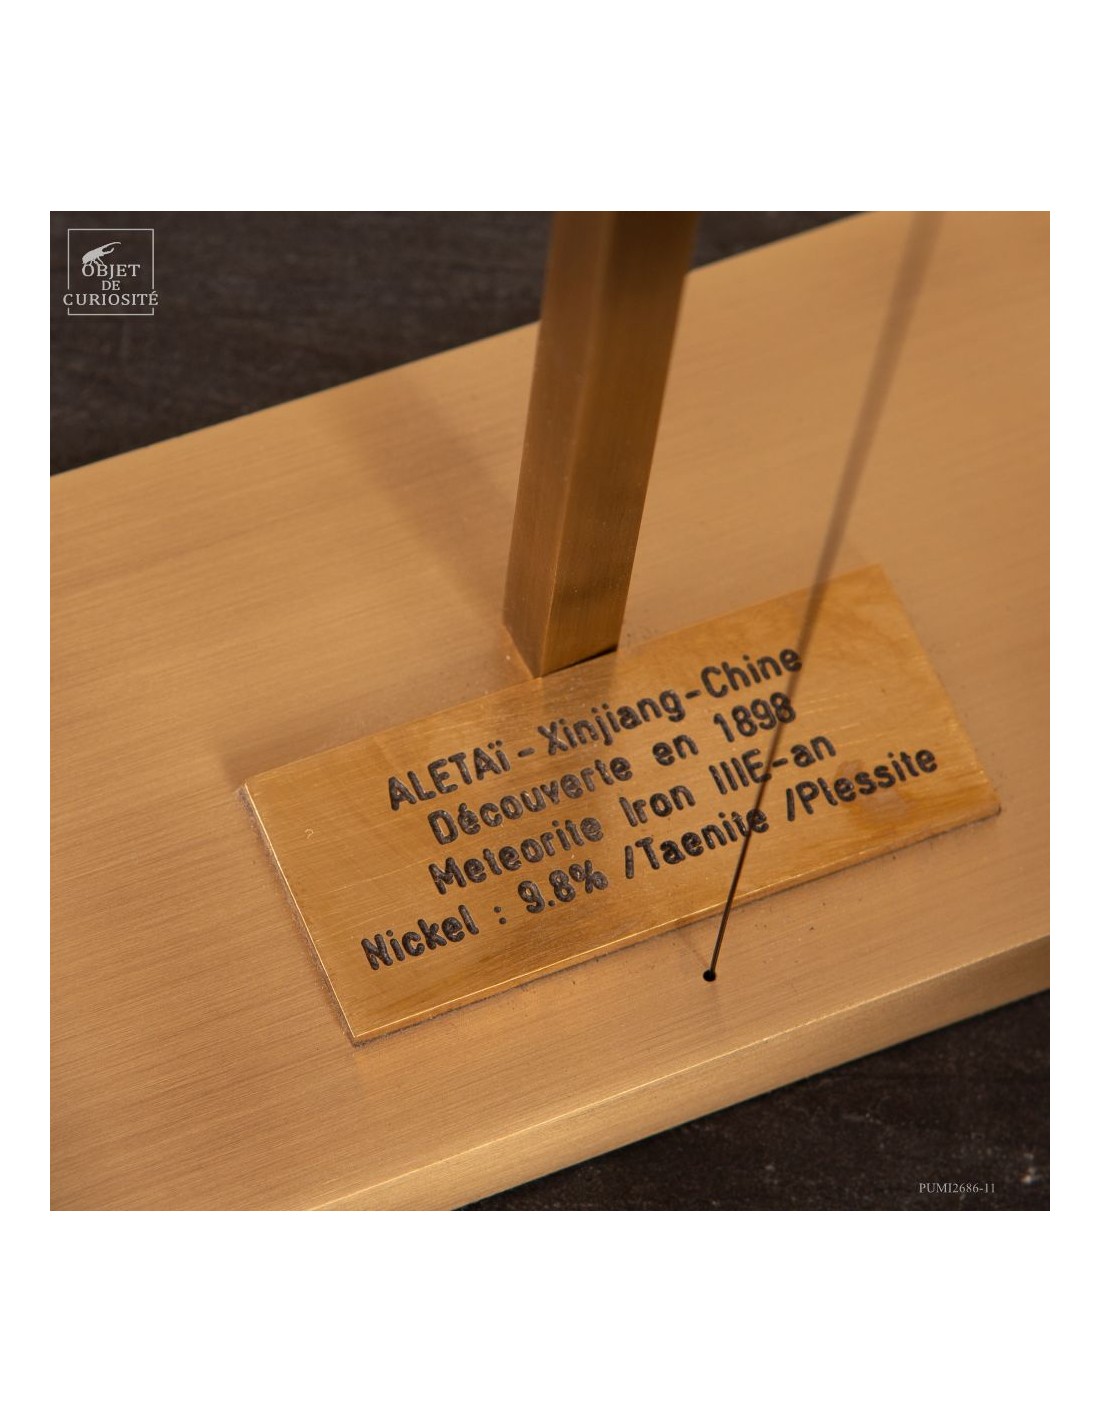 OBJET
DE
CURIOSITÉ
ALETAï-Xinjiang-Chine
Découverte en 1898
Meteorite Iron IIIE-an
Nickel : 9.8% /Taenite /Plessite
PUMI2686-11